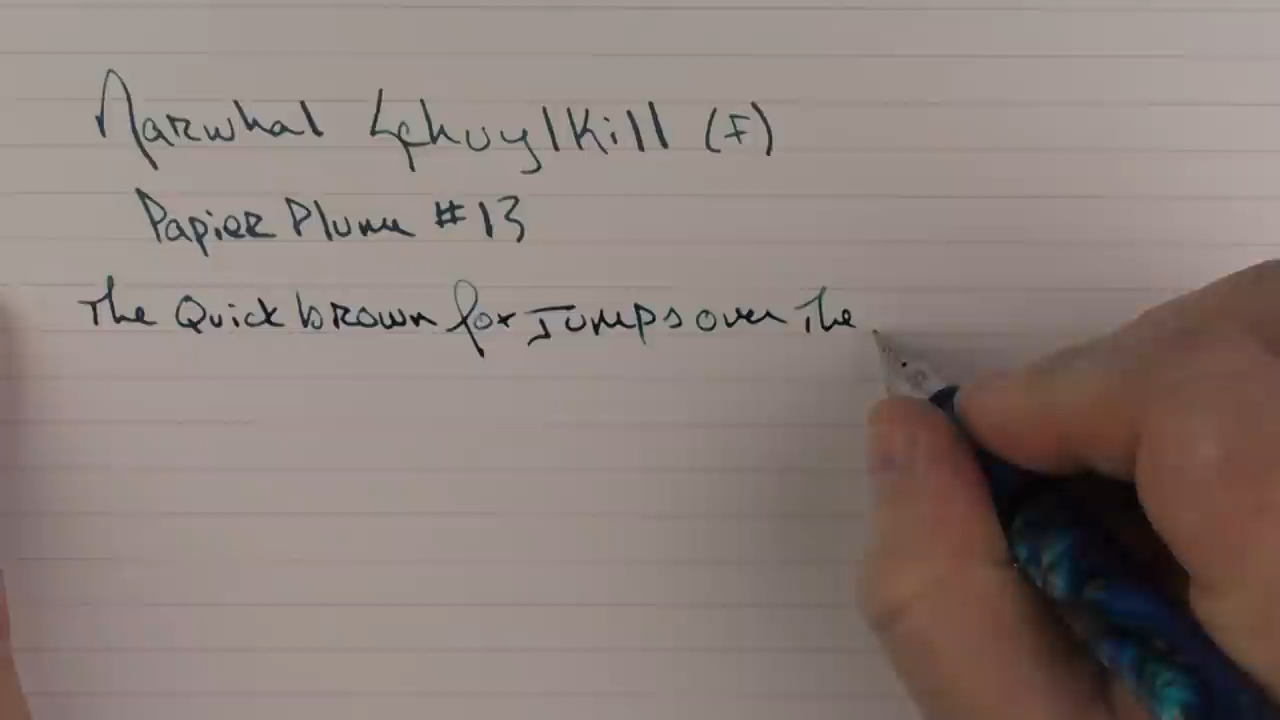 Narwhal Schuylkill (F)
Papier Plume #13
The Quick brown fox Jumps over The